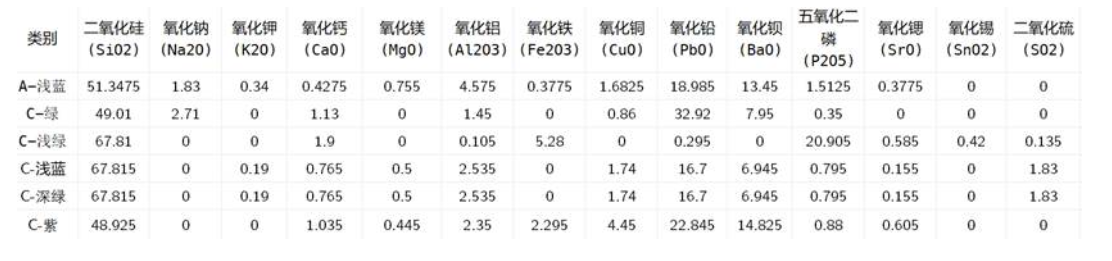 类别 二氧化硅 (SiO2) 氧化钠 (Na2O) 氧化钾 (K2O) 氧化钙 (CaO) 氧化镁 (MgO) 氧化铝 (Al2O3) 氧化铁 (Fe2O3) 氧化铜 (CuO) 氧化铅 (PbO) 氧化钡 (BaO) 五氧化二磷 (P2O5) 氧化锶 (SrO) 氧化锡 (SnO2) 二氧化硫 (SO2)
A-浅蓝 51.3475 1.83 0.34 0.4275 0.755 4.575 0.3775 1.6825 18.985 13.45 1.5125 0.3775 0 0
C-绿 49.01 2.71 0 1.13 0 1.45 0 0.86 32.92 7.95 0.35 0 0 0
C-浅绿 67.81 0 0 1.9 0 0.105 5.28 0 0.295 0 20.905 0.585 0.42 0.135
C-浅蓝 67.815 0 0.19 0.765 0.5 2.535 0 1.74 16.7 6.945 0.795 0.155 0 1.83
C-深绿 67.815 0 0.19 0.765 0.5 2.535 0 1.74 16.7 6.945 0.795 0.155 0 1.83
C-紫 48.925 0 0 1.035 0.445 2.35 2.295 4.45 22.845 14.825 0.88 0.605 0 0